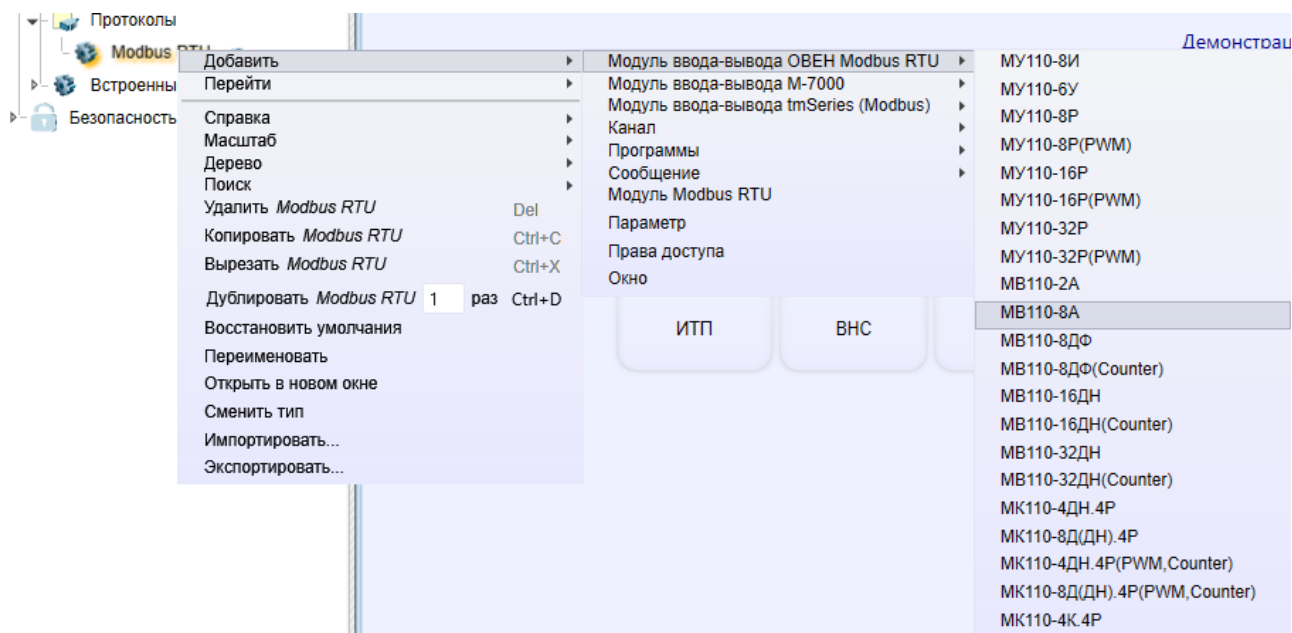 Протоколы
Modbus RTU
Встроенны
Безопасность
Добавить
Перейти
Справка
Масштаб
Дерево
Поиск
Удалить Modbus RTU Del
Копировать Modbus RTU Ctrl+C
Вырезать Modbus RTU Ctrl+X
Дублировать Modbus RTU 1 раз Ctrl+D
Восстановить умолчания
Переименовать
Открыть в новом окне
Сменить тип
Импортировать...
Экспортировать...
Модуль ввода-вывода ОВЕН Modbus RTU
Модуль ввода-вывода M-7000
Модуль ввода-вывода tmSeries (Modbus)
Канал
Программы
Сообщение
Модуль Modbus RTU
Параметр
Права доступа
Окно
ИТП
ВНС
Демонстрац
МУ110-8И
МУ110-6У
МУ110-8Р
МУ110-8Р(PWM)
МУ110-16Р
МУ110-16Р(PWM)
МУ110-32Р
МУ110-32Р(PWM)
МВ110-2А
МВ110-8А
МВ110-8ДФ
МВ110-8ДФ(Counter)
МВ110-16ДН
МВ110-16ДН(Counter)
МВ110-32ДН
МВ110-32ДН(Counter)
МК110-4ДН.4Р
МК110-8Д(ДН).4Р
МК110-4ДН.4Р(PWM,Counter)
МК110-8Д(ДН).4Р(PWM,Counter)
МК110-4К.4Р